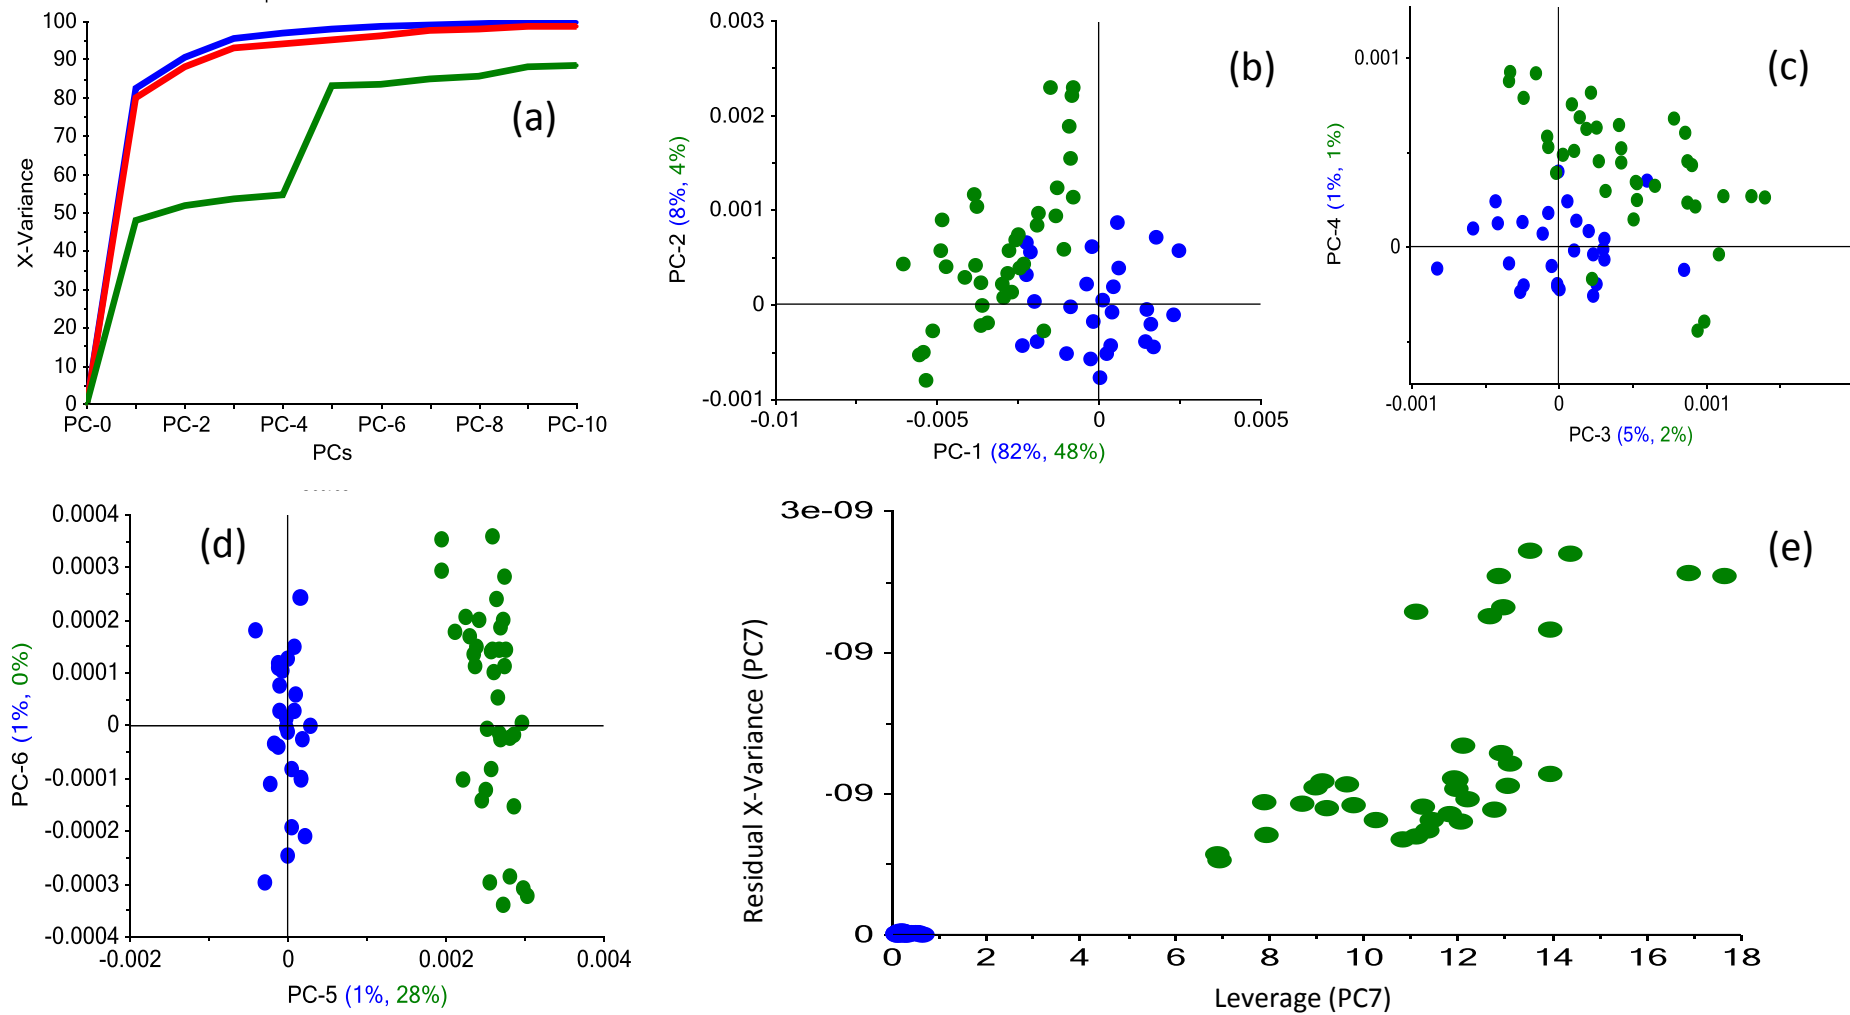 100
90
80
70
60
50
40
30
20
10
0
X-Variance
PC-0 PC-2 PC-4 PC-6 PC-8 PC-10
PCs
(a)
0.003
0.002
0.001
0
-0.001
PC-2 (8%, 4%)
-0.01 -0.005 0 0.005
PC-1 (82%, 48%)
(b)
0.001
0
PC-4 (1%, 1%)
-0.001 0 0.001
PC-3 (5%, 2%)
(c)
0.0004
0.0003
0.0002
0.0001
0
-0.0001
-0.0002
-0.0003
-0.0004
PC-6 (1%, 0%)
-0.002 0 0.002 0.004
PC-5 (1%, 28%)
(d)
3e-09
-09
-09
0
Residual X-Variance (PC7)
0 2 4 6 8 10 12 14 16 18
Leverage (PC7)
(e)